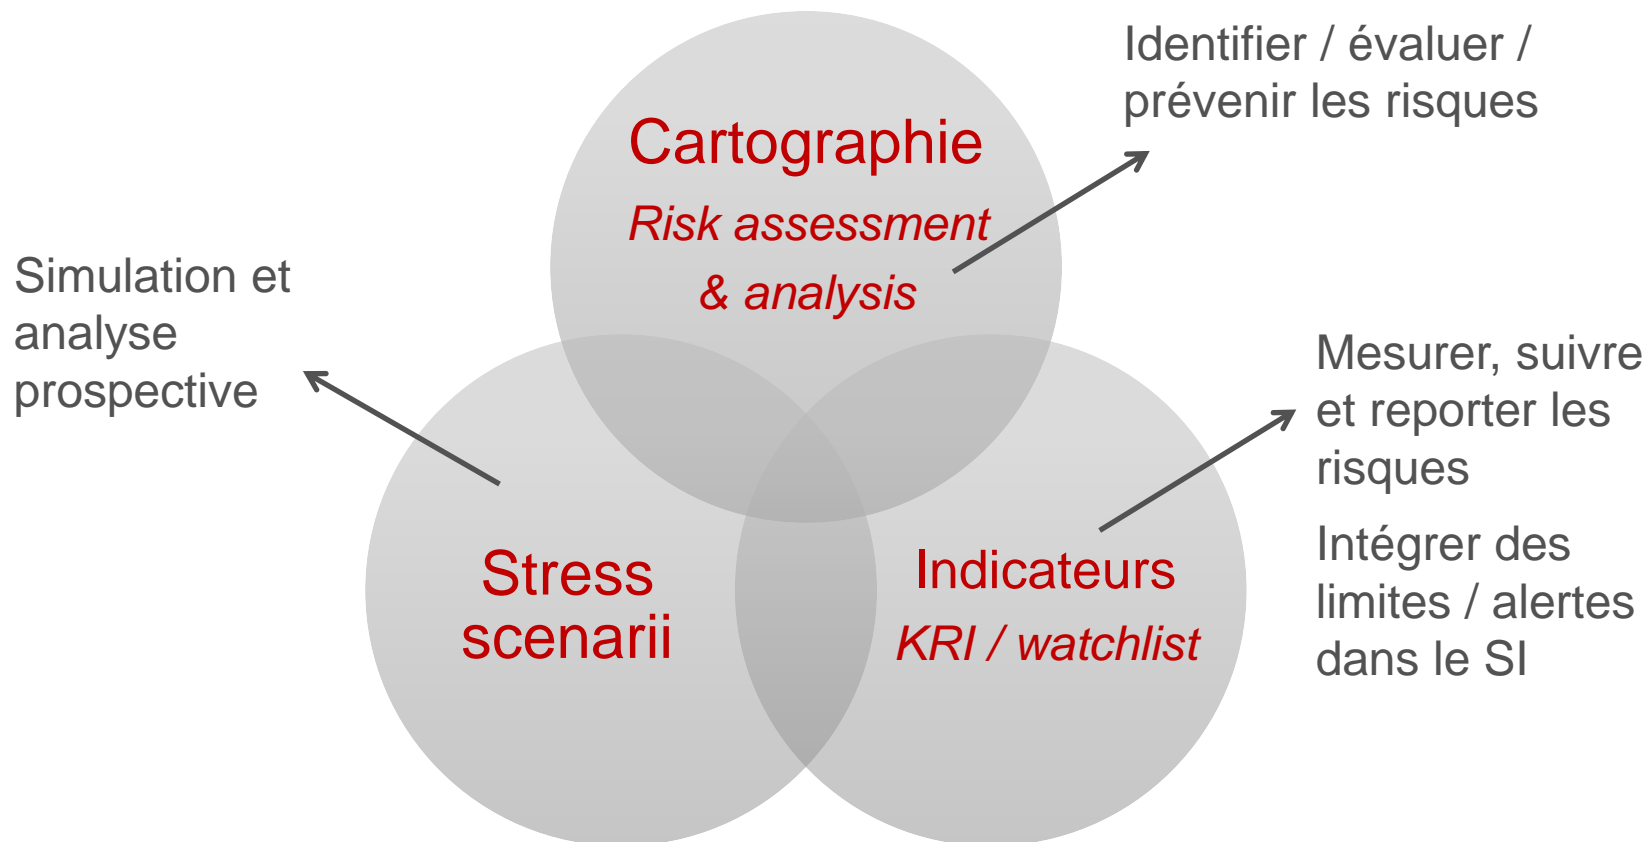 Identifier / évaluer /
prévenir les risques
Cartographie
Risk assessment
& analysis
Simulation et
analyse
prospective
Mesurer, suivre
et reporter les
risques
Intégrer des
limites / alertes
dans le SI
Stress
scenarii
Indicateurs
KRI / watchlist